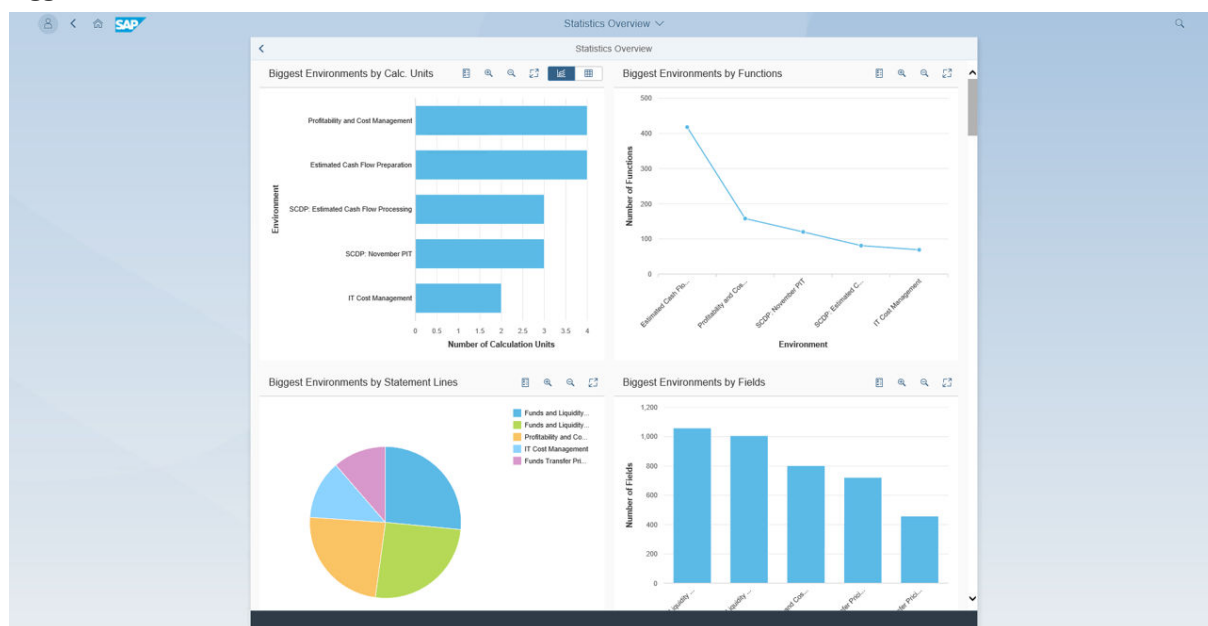 SAP
Statistics Overview
Statistics Overview
Biggest Environments by Calc. Units
Profitability and Cost Management
Estimated Cash Flow Preparation
SCDP: Estimated Cash Flow Processing
SCDP: November PIT
IT Cost Management
Environment
0 0.5 1 1.5 2 2.5 3 3.5 4
Number of Calculation Units
Biggest Environments by Functions
500
400
300
200
100
0
Number of Functions
Estimated Cash Flo...
Profitability and Cos...
SCDP: November PIT
SCDP: Estimated C...
IT Cost Management
Environment
Biggest Environments by Statement Lines
Funds and Liquidity...
Funds and Liquidity...
Profitability and Co...
IT Cost Management
Funds Transfer Pri...
Biggest Environments by Fields
1,200
1,000
800
600
400
200
0
Number of Fields
Liquidity ...
Liquidity ...
and Cos...